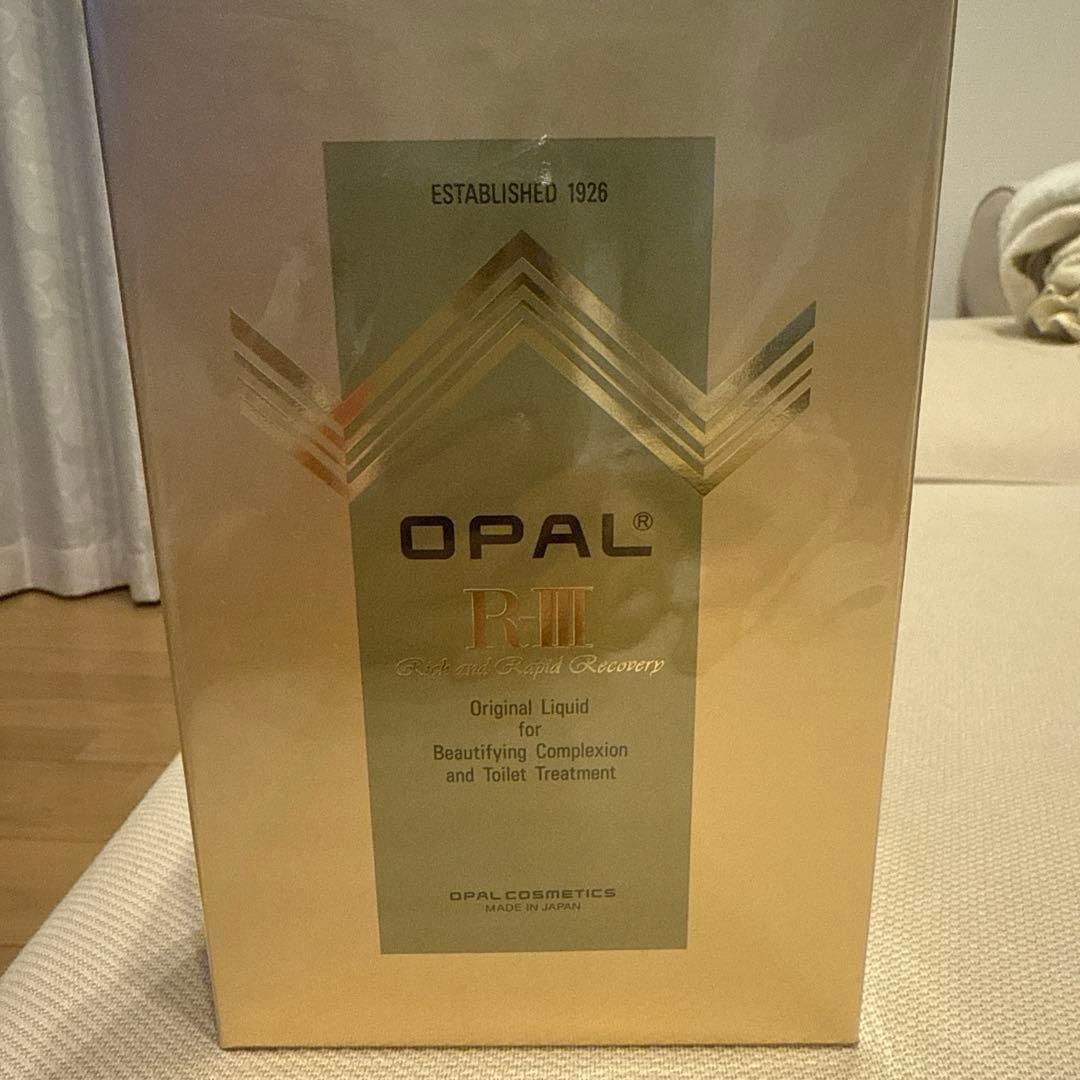 ESTABLISHED 1926
OPAL®
R-III
Rich and Rapid Recovery
Original Liquid
for
Beautifying Complexion
and Toilet Treatment
OPAL COSMETICS
MADE IN JAPAN